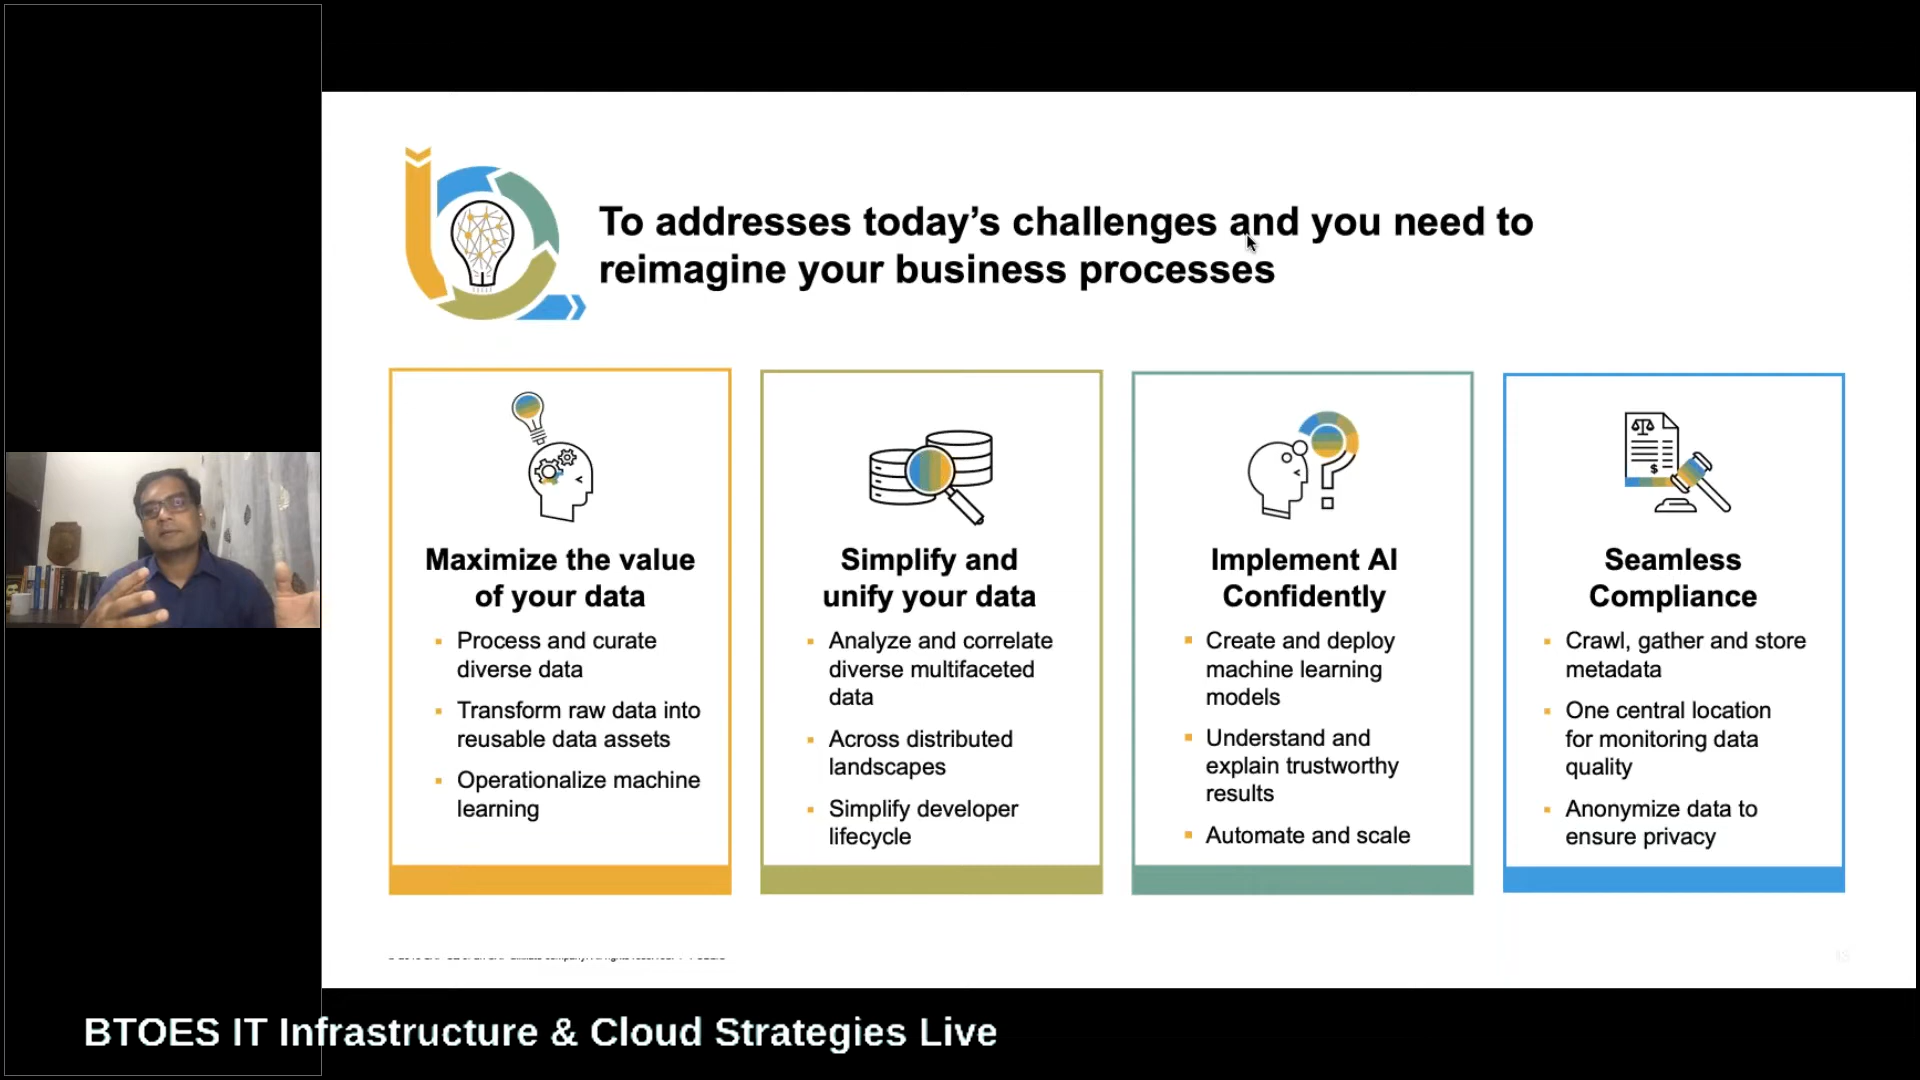 To addresses today’s challenges and you need to
reimagine your business processes
Maximize the value
of your data
Process and curate
diverse data
Transform raw data into
reusable data assets
Operationalize machine
learning
Simplify and
unify your data
Analyze and correlate
diverse multifaceted
data
Across distributed
landscapes
Simplify developer
lifecycle
Implement AI
Confidently
Create and deploy
machine learning
models
Understand and
explain trustworthy
results
Automate and scale
$
Seamless
Compliance
Crawl, gather and store
metadata
One central location
for monitoring data
quality
Anonymize data to
ensure privacy
BTOES IT Infrastructure & Cloud Strategies Live